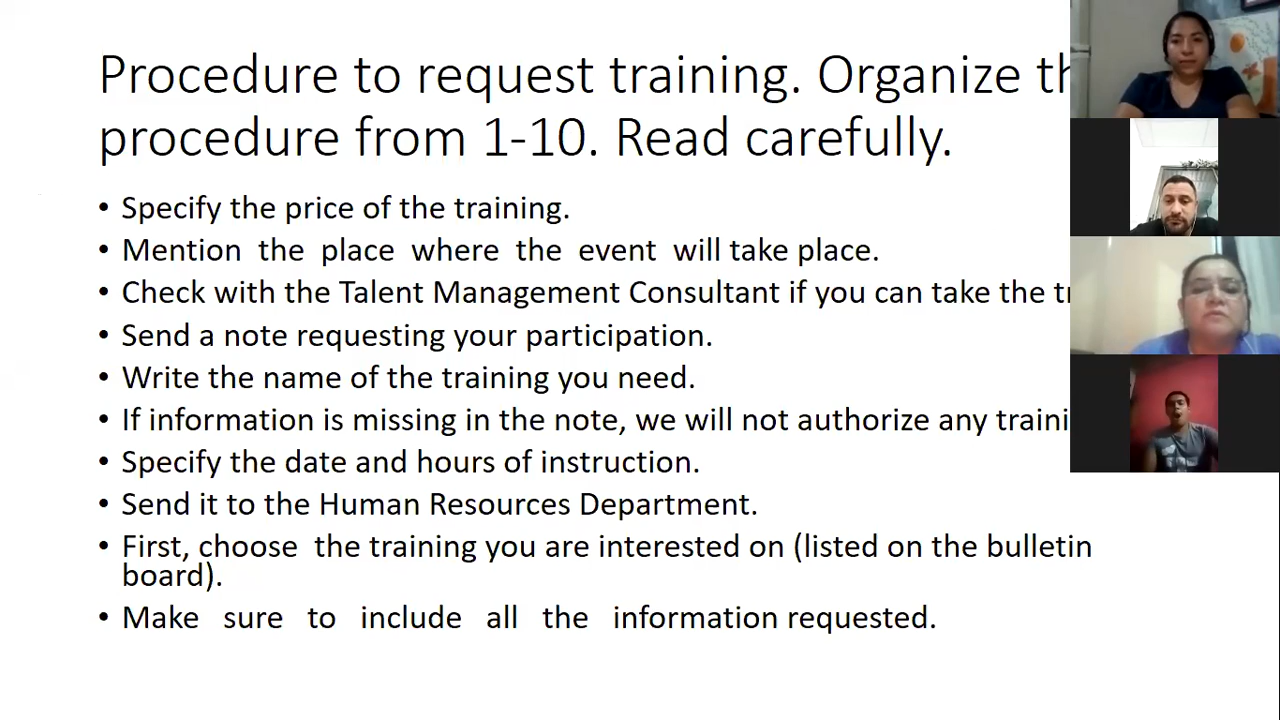 Procedure to request training. Organize
procedure from 1-10. Read carefully.
• Specify the price of the training.
• Mention the place where the event will take place.
• Check with the Talent Management Consultant if you can take the
• Send a note requesting your participation.
• Write the name of the training you need.
• If information is missing in the note, we will not authorize any
• Specify the date and hours of instruction.
• Send it to the Human Resources Department.
• First, choose the training you are interested on (listed on the bulletin
board).
• Make sure to include all the information requested.